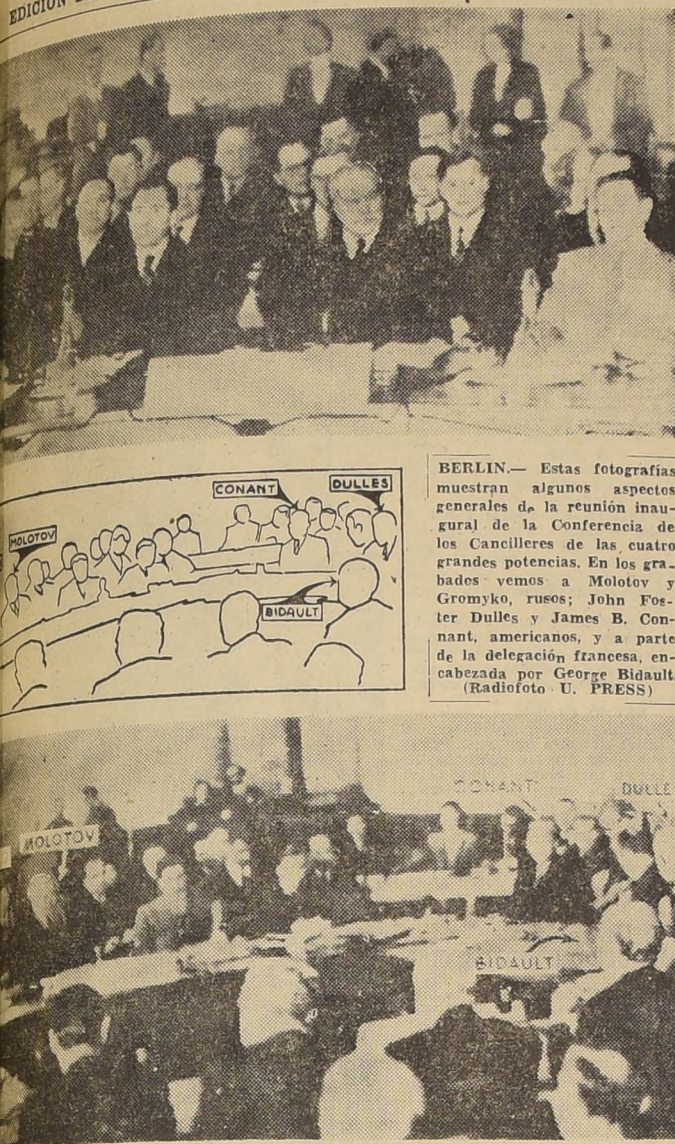 EDICION
CONANT
DULLES
MOLOTOV
BIDAULT
BERLIN.— Estas fotografías
muestran algunos aspectos
generales de la reunión inau-
gural de la Conferencia de
los Cancilleres de las cuatro
grandes potencias. En los gra-
bados vemos a Molotov y
Gromyko, rusos; John Fos-
ter Dulles y James B. Con-
nant, americanos, y a parte
de la delegación francesa, en-
cabezada por George Bidault.
(Radiofoto U. PRESS)
CONANT
DULLES
MOLOTOV
BIDAULT